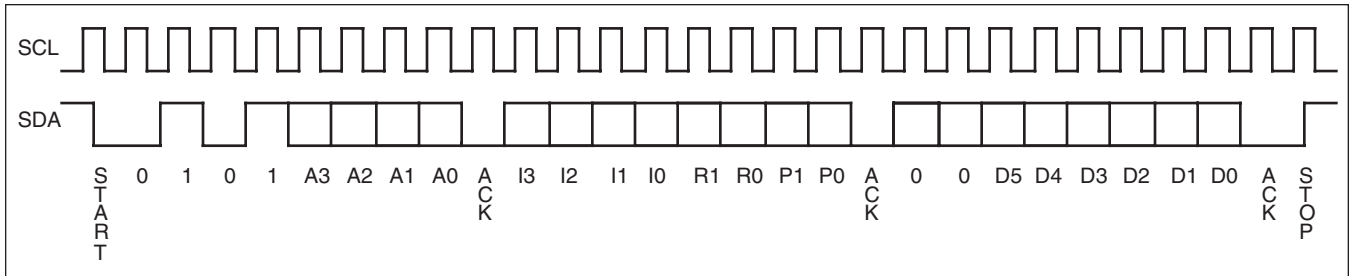 SCL
SDA
START 0 1 0 1 A3 A2 A1 A0 ACK I3 I2 I1 I0 R1 R0 P1 P0 ACK 0 0 D5 D4 D3 D2 D1 D0 ACK STOP